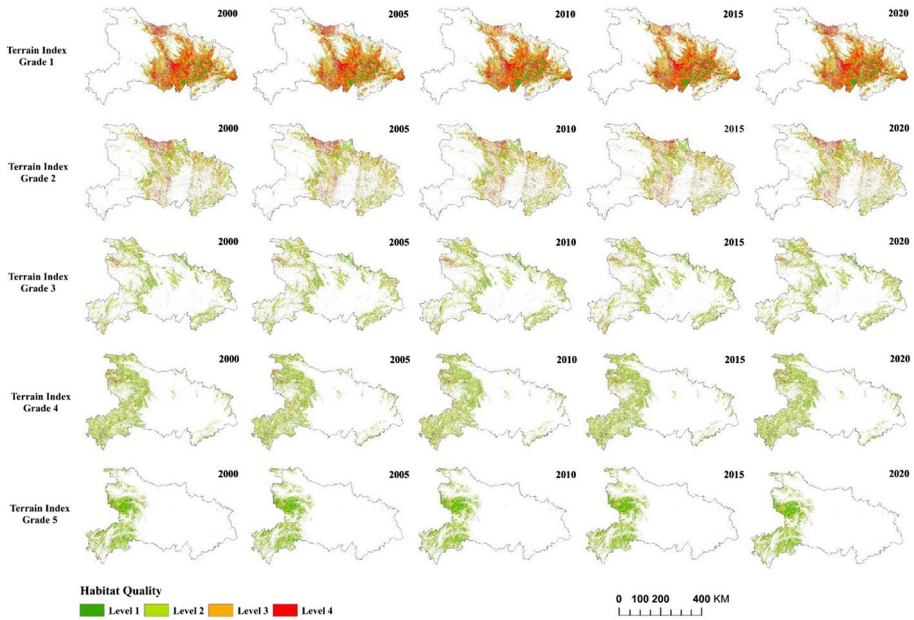 2000 2005 2010 2015 2020
Terrain Index
Grade 1
2000 2005 2010 2015 2020
Terrain Index
Grade 2
2000 2005 2010 2015 2020
Terrain Index
Grade 3
2000 2005 2010 2015 2020
Terrain Index
Grade 4
2000 2005 2010 2015 2020
Terrain Index
Grade 5
Habitat Quality
Level 1 Level 2 Level 3 Level 4
0 100 200 400 KM